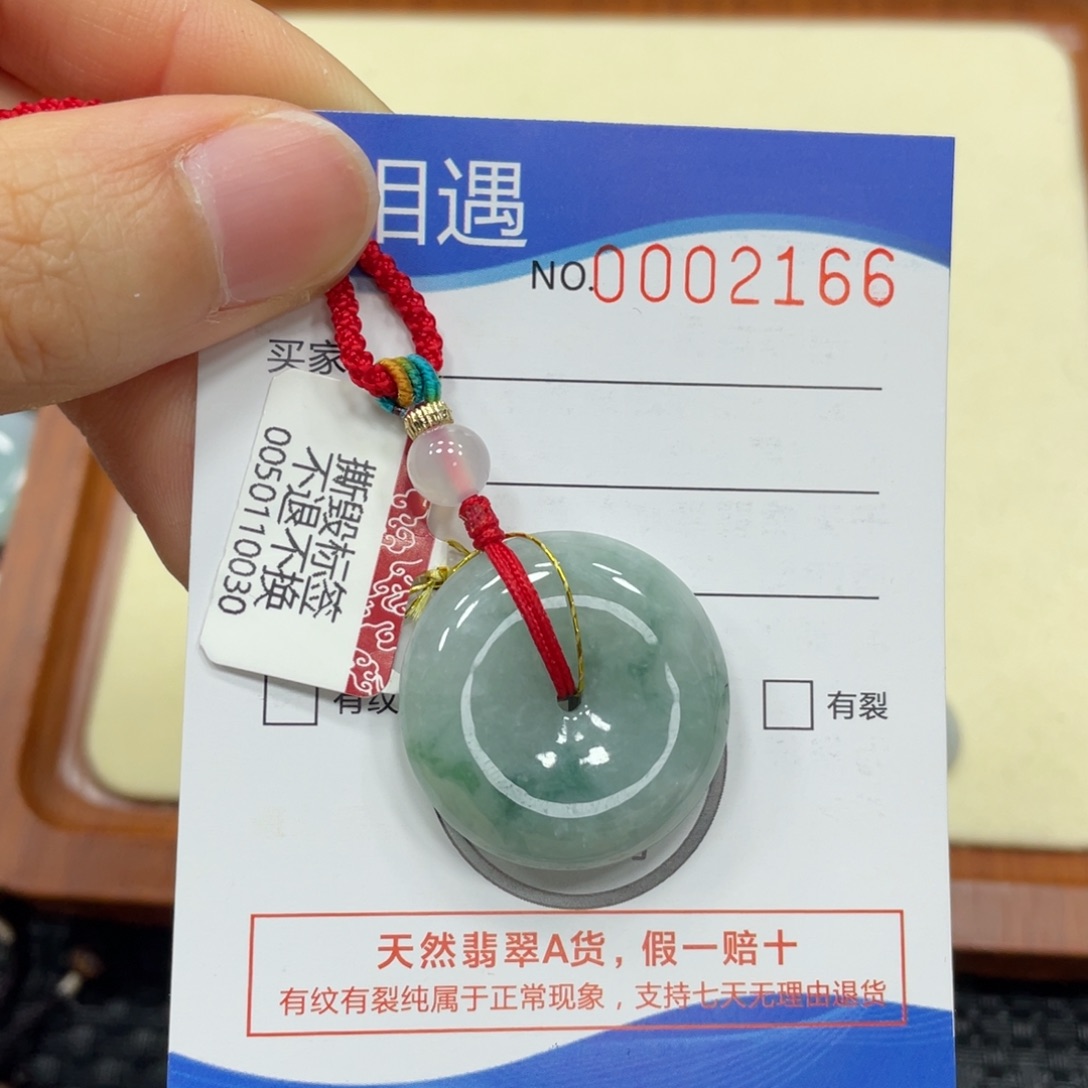 相遇
NO.0002166
买家
撕毁标签
不退不换
0050110030
有纹
有裂
天然翡翠A货，假一赔十
有纹有裂纯属于正常现象，支持七天无理由退货